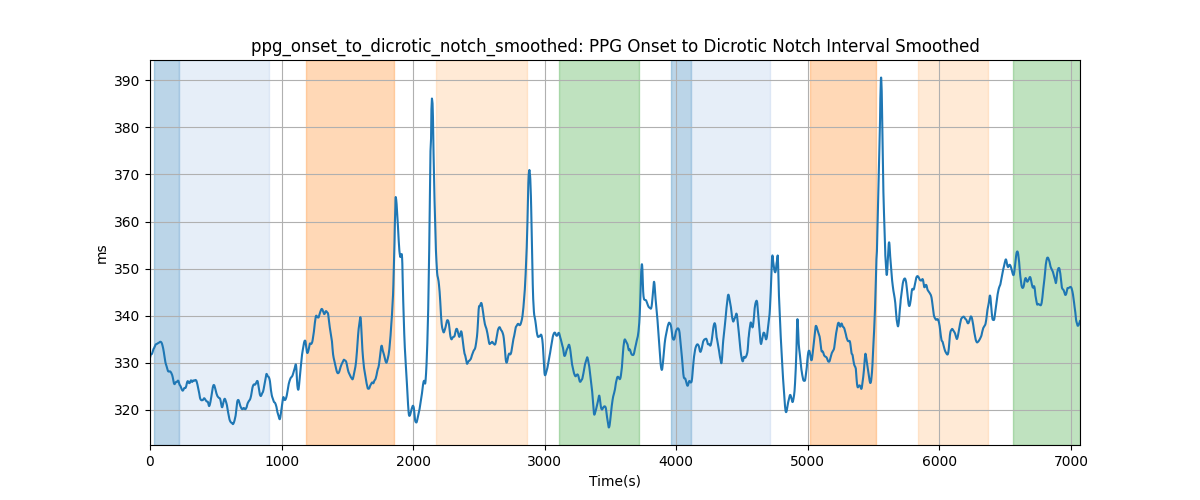 ppg_onset_to_dicrotic_notch_smoothed: PPG Onset to Dicrotic Notch Interval Smoothed
390
380
370
360
350
340
330
320
ms
0 1000 2000 3000 4000 5000 6000 7000
Time(s)